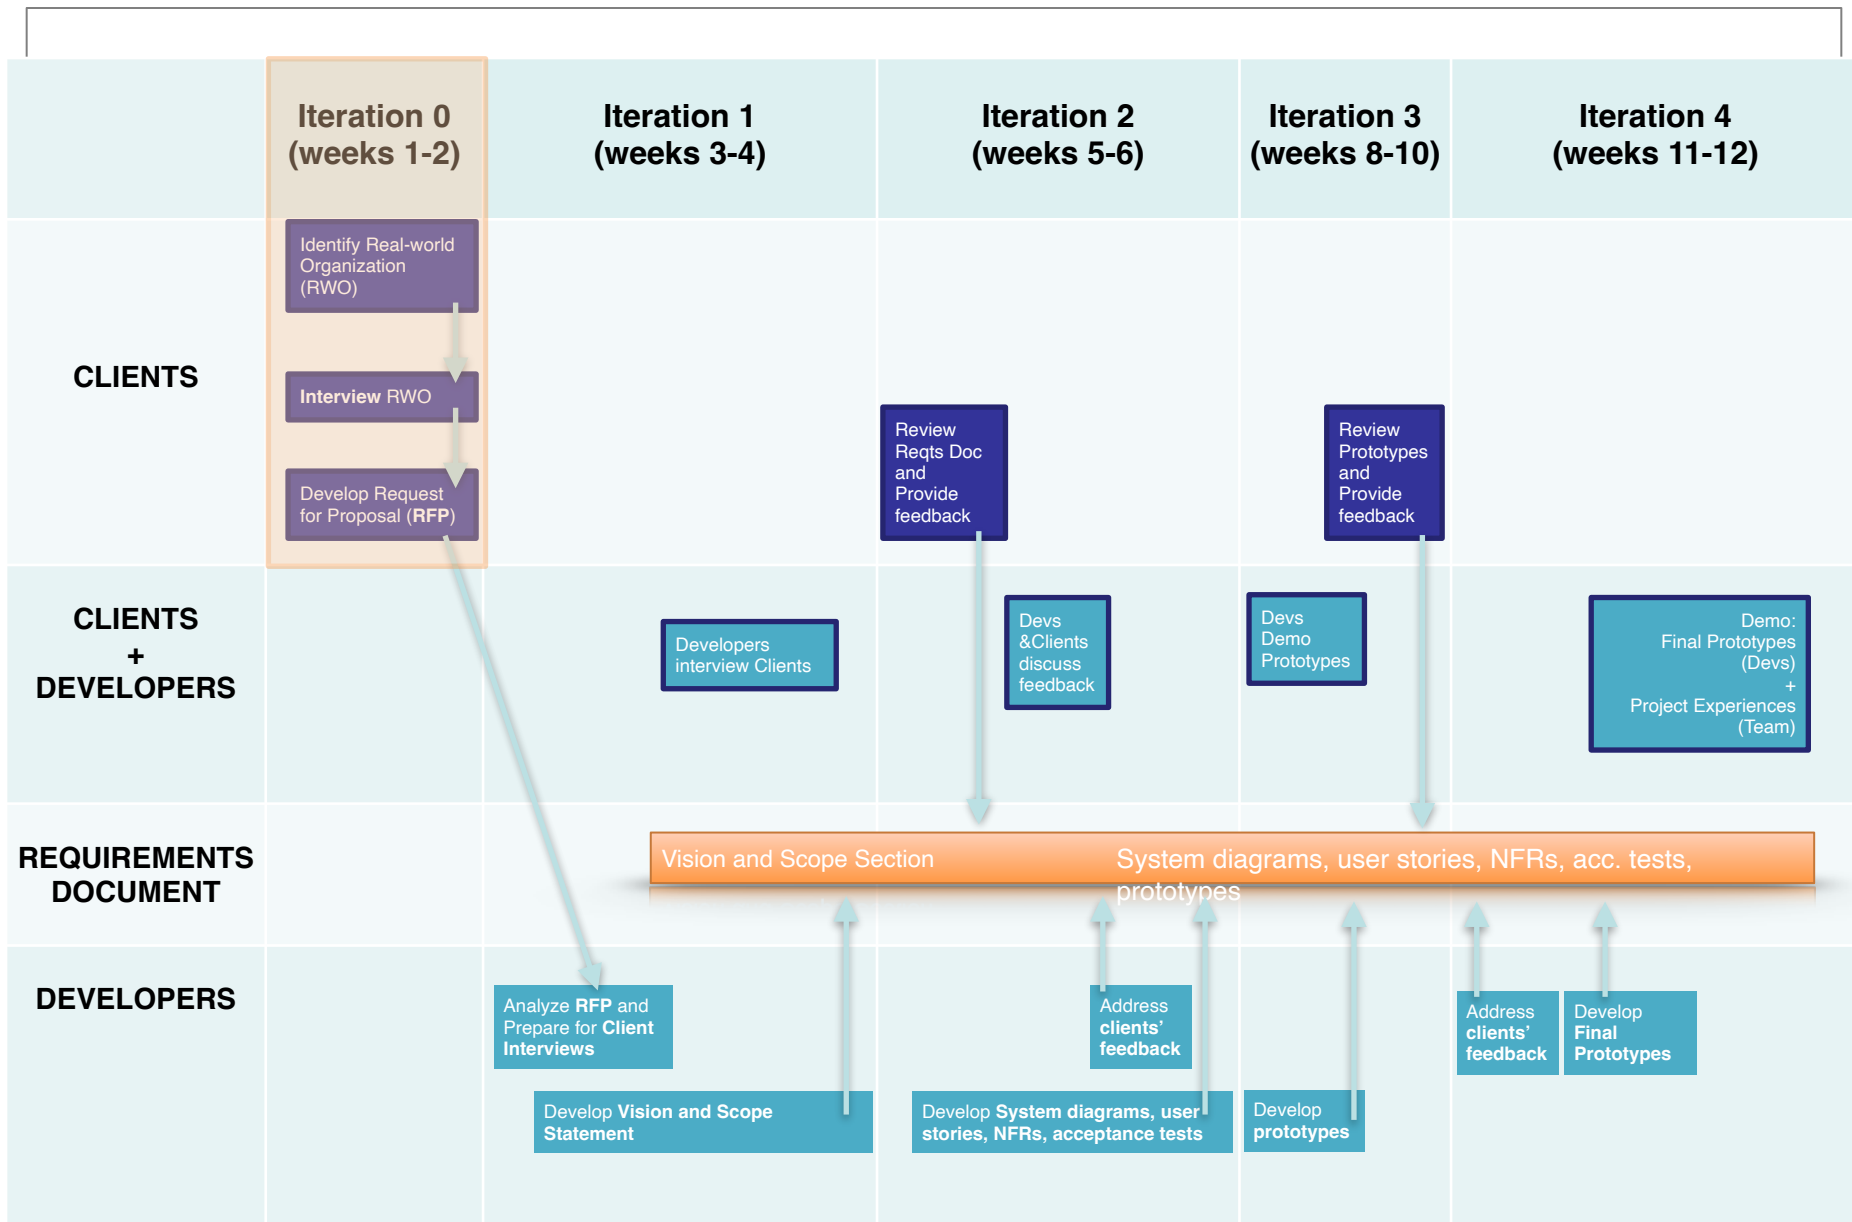 Iteration 0
(weeks 1-2)
Iteration 1
(weeks 3-4)
Iteration 2
(weeks 5-6)
Iteration 3
(weeks 8-10)
Iteration 4
(weeks 11-12)
CLIENTS
Identify Real-world
Organization
(RWO)
Interview RWO
Develop Request
for Proposal (RFP)
Review
Reqts Doc
and
Provide
feedback
Review
Prototypes
and
Provide
feedback
CLIENTS
+
DEVELOPERS
Developers
interview Clients
Devs
&Clients
discuss
feedback
Devs
Demo
Prototypes
Demo:
Final Prototypes
(Devs)
+
Project Experiences
(Team)
REQUIREMENTS
DOCUMENT
Vision and Scope Section
System diagrams, user stories, NFRs, acc. tests,
prototypes
DEVELOPERS
Analyze RFP and
Prepare for Client
Interviews
Develop Vision and Scope
Statement
Address
clients’
feedback
Develop System diagrams, user
stories, NFRs, acceptance tests
Develop
prototypes
Address
clients’
feedback
Develop
Final
Prototypes